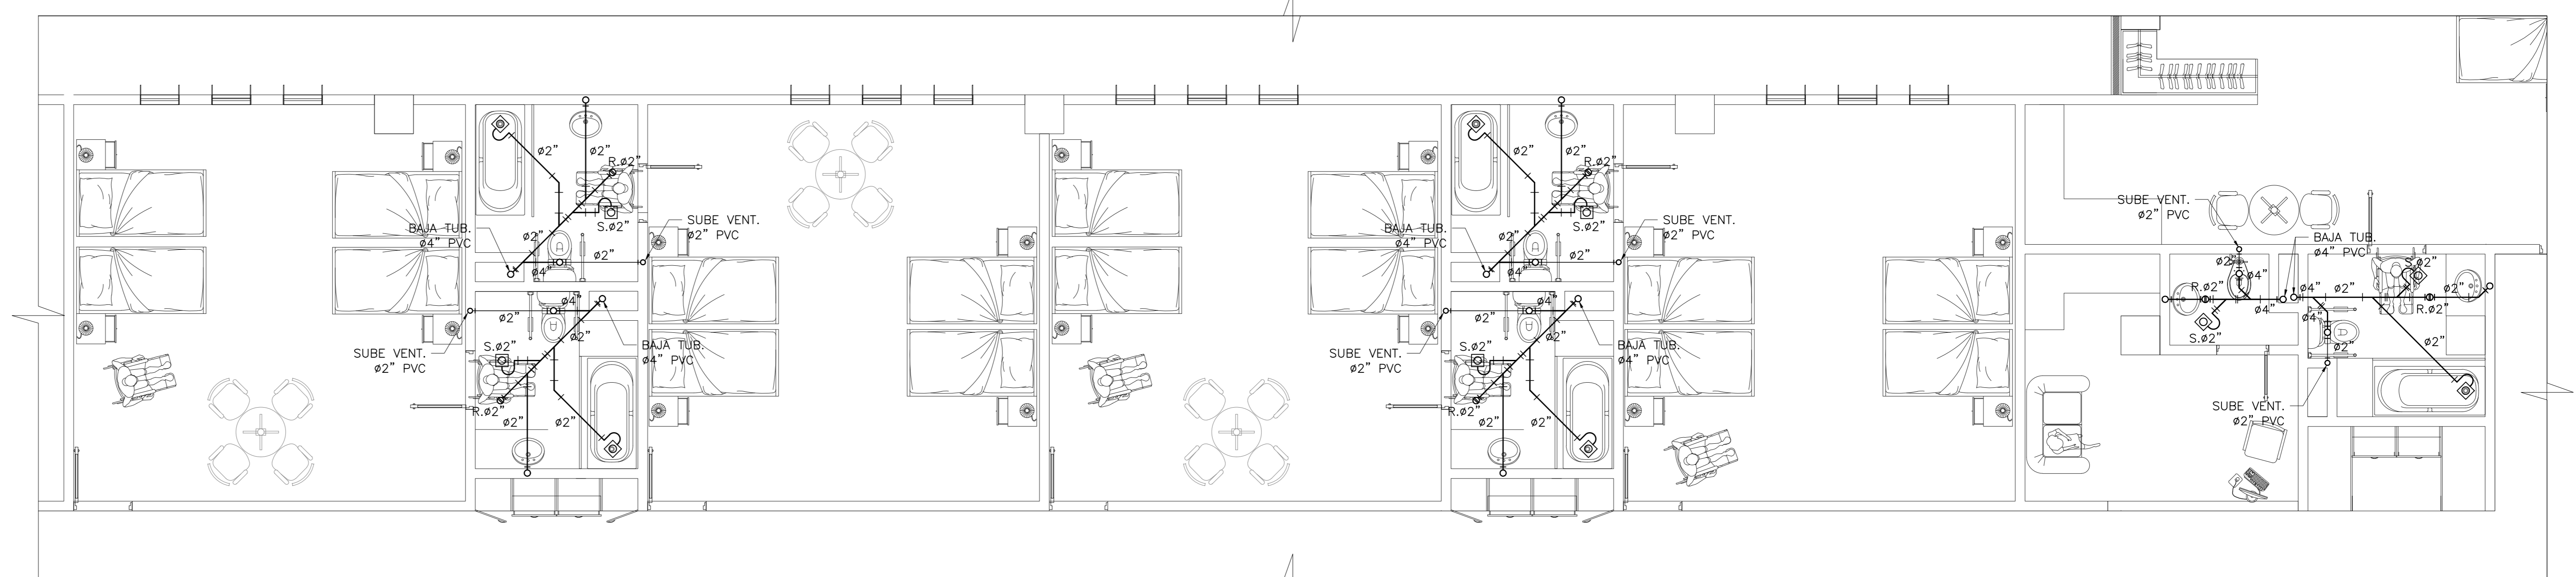 ø2"
ø2"
R.ø2"
S.ø2"
BAJA TUB.
ø4" PVC
ø2"
ø2"
ø4"
SUBE VENT.
ø2" PVC
ø4"
ø2"
ø2"
S.ø2"
SUBE VENT.
ø2" PVC
BAJA TUB.
ø4" PVC
R.ø2"
ø2"
ø2"
ø2"
ø2"
R.ø2"
S.ø2"
BAJA TUB.
ø4" PVC
ø2"
ø2"
ø4"
SUBE VENT.
ø2" PVC
ø4"
ø2"
ø2"
S.ø2"
SUBE VENT.
ø2" PVC
BAJA TUB.
ø4" PVC
R.ø2"
ø2"
ø2"
SUBE VENT.
ø2" PVC
BAJA TUB.
ø4" PVC
ø2"
ø4"
S.ø2"
R.ø2"
ø4"
ø2"
ø2"
ø4"
R.ø2"
ø4"
S.ø2"
ø2"
ø2"
SUBE VENT.
ø2" PVC